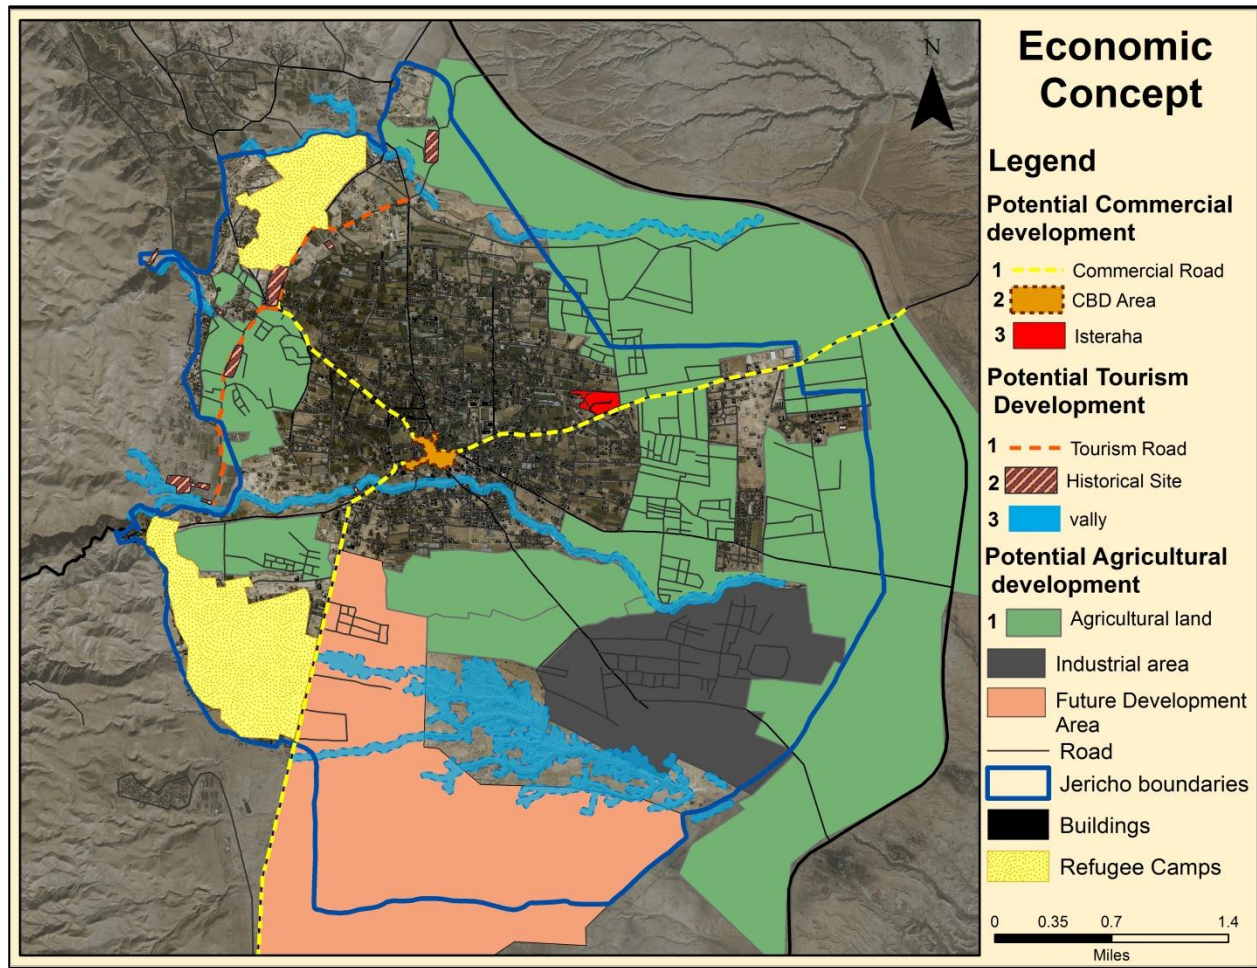 N
Economic
Concept
Legend
Potential Commercial
development
1 Commercial Road
2 CBD Area
3 Isteraha
Potential Tourism
Development
1 Tourism Road
2 Historical Site
3 vally
Potential Agricultural
development
1 Agricultural land
Industrial area
Future Development
Area
Road
Jericho boundaries
Buildings
Refugee Camps
0 0.35 0.7 1.4
Miles